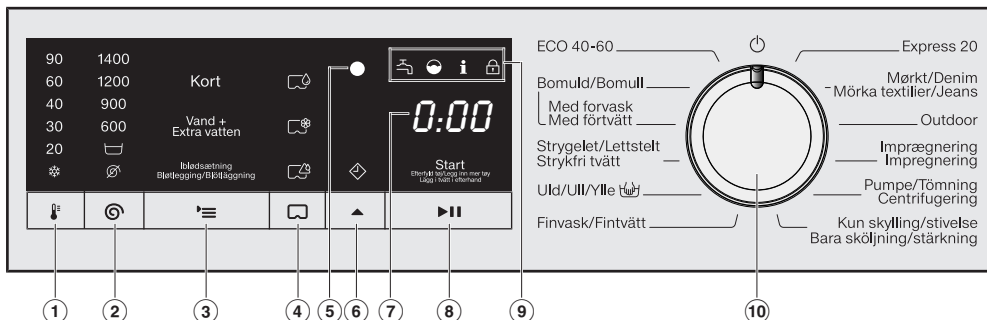 90
60
40
30
20
1400
1200
900
600
Kort
Vand +
Extra vatten
Iblødsætning
Bløtlegging/Blötläggning
0:00
Start
Efterfyld tøj/Legg inn mer tøy
Lägg i tvätt i efterhand
ECO 40-60
Bomuld/Bomull
Med forvask
Med förtvätt
Strygelet/Lettstelt
Strykfri tvätt
Uld/Ull/Ylle
Finvask/Fintvätt
Express 20
Mørkt/Denim
Mörka textilier/Jeans
Outdoor
Imprægnering
Impregnering
Pumpe/Tömning
Centrifugering
Kun skylling/stivelse
Bara sköljning/stärkning
1
2
3
4
5
6
7
8
9
10